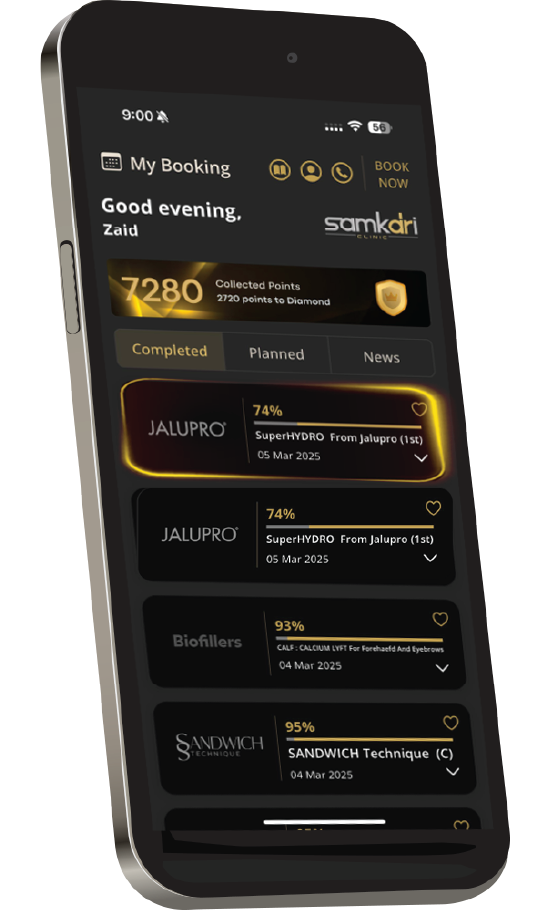 9:00
56
My Booking
BOOK
NOW
Good evening,
Zaid
samkari
CLINIC
7280
Collected Points
2720 points to Diamond
Completed
Planned
News
JALUPRO®
74%
SuperHYDRO From Jalupro (1st)
05 Mar 2025
JALUPRO®
74%
SuperHYDRO From Jalupro (1st)
05 Mar 2025
Biofillers
93%
CALF : CALCIUM LYFT For Forehaefd And Eyebrows
04 Mar 2025
SANDWICH
TECHNIQUE
95%
SANDWICH Technique (C)
04 Mar 2025